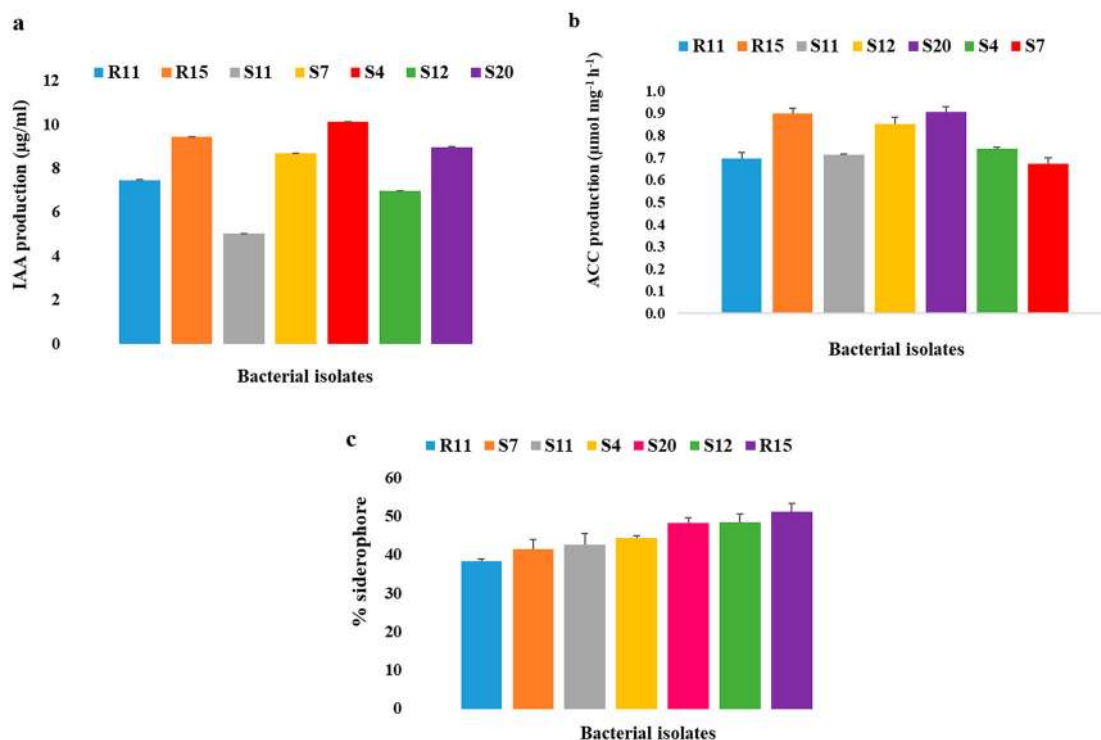 a
R11 R15 S11 S7 S4 S12 S20
IAA production (µg/ml)
12
10
8
6
4
2
0
Bacterial isolates
b
R11 R15 S11 S12 S20 S4 S7
ACC production (µmol mg⁻¹ h⁻¹)
1.0
0.9
0.8
0.7
0.6
0.5
0.4
0.3
0.2
0.1
0.0
Bacterial isolates
c
R11 S7 S11 S4 S20 S12 R15
% siderophore
60
50
40
30
20
10
0
Bacterial isolates